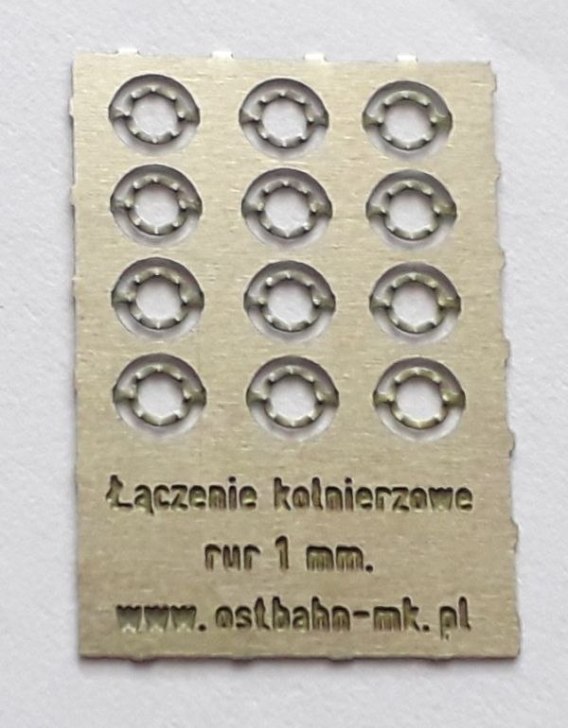 Łączenie kołnierzowe
rur 1 mm.
www.ostbahn-mk.pl